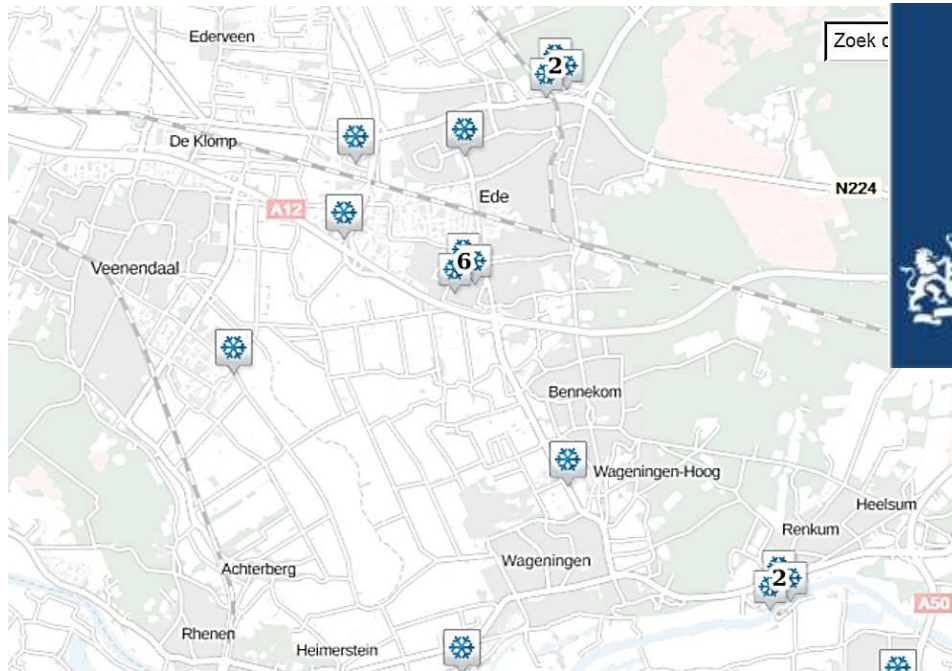 Ederveen
Zoek
2
De Klomp
N224
Ede
A12
6
Veenendaal
Bennekom
Wageningen-Hoog
Heelsum
Renkum
Wageningen
Achterberg
2
A50
Rhenen
Heimerstein